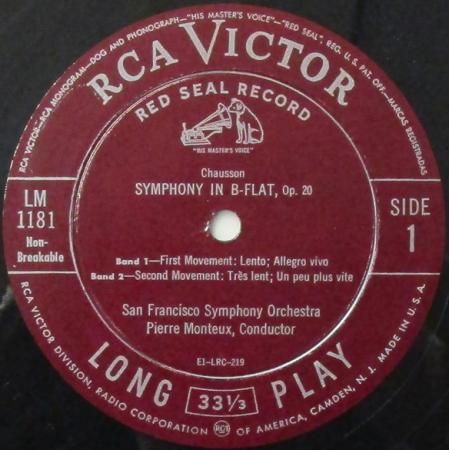 RCA VICTOR—RCA MONOGRAM—DOG AND PHONOGRAPH—"HIS MASTER'S VOICE"—"RED SEAL", REG. U. S. PAT. OFF.—MARCAS REGISTRADAS
RCA VICTOR
RED SEAL RECORD
"HIS MASTER'S VOICE"
Chausson
SYMPHONY IN B-FLAT, Op. 20
LM
1181
Non-
Breakable
SIDE
1
Band 1—First Movement: Lento; Allegro vivo
Band 2—Second Movement: Très lent; Un peu plus vite
San Francisco Symphony Orchestra
Pierre Monteux, Conductor
E1-LRC-219
LONG 33⅓ PLAY
RCA VICTOR DIVISION, RADIO CORPORATION RCA OF AMERICA, CAMDEN, N. J. MADE IN U.S.A.